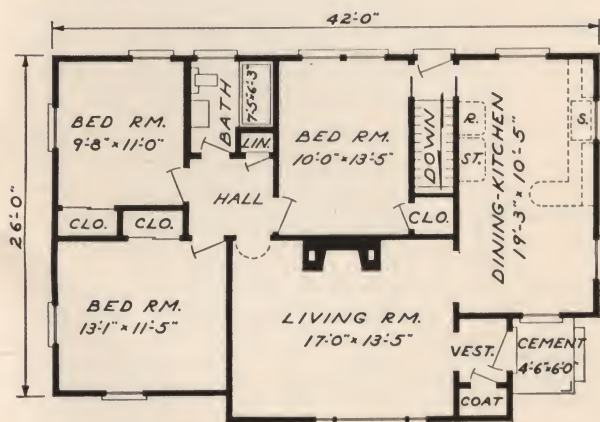 42'-0"
26'-0"
BED RM.
9'-8" x 11'-0"
BATH
7'-5" x 6'-3"
LIN.
BED RM.
10'-0" x 13'-5"
DOWN
R.
ST.
S.
DINING-KITCHEN
19'-3" x 10'-5"
HALL
CLO.
CLO.
CLO.
BED RM.
13'-1" x 11'-5"
LIVING RM.
17'-0" x 13'-5"
VEST.
CEMENT
4'-6" x 6'-0"
COAT